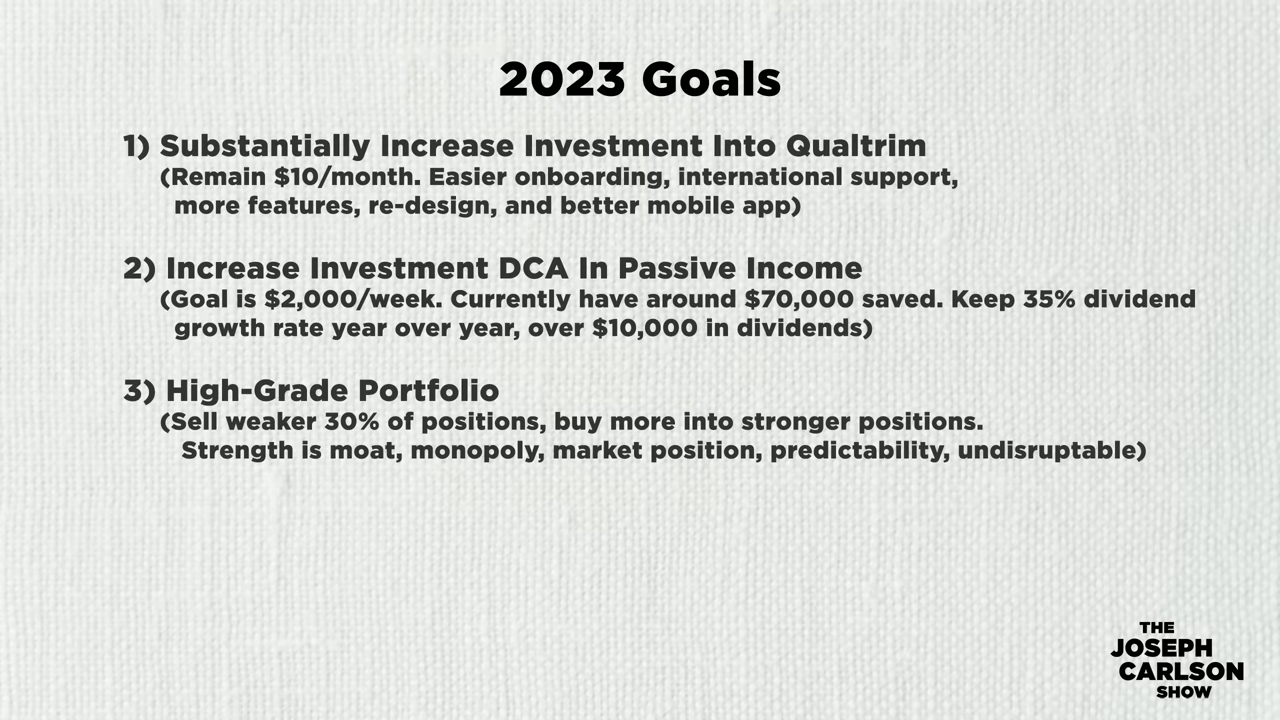 2023 Goals
1) Substantially Increase Investment Into Qualtrim
(Remain $10/month. Easier onboarding, international support,
more features, re-design, and better mobile app)
2) Increase Investment DCA In Passive Income
(Goal is $2,000/week. Currently have around $70,000 saved. Keep 35% dividend
growth rate year over year, over $10,000 in dividends)
3) High-Grade Portfolio
(Sell weaker 30% of positions, buy more into stronger positions.
Strength is moat, monopoly, market position, predictability, undisruptable)
THE
JOSEPH
CARLSON
SHOW